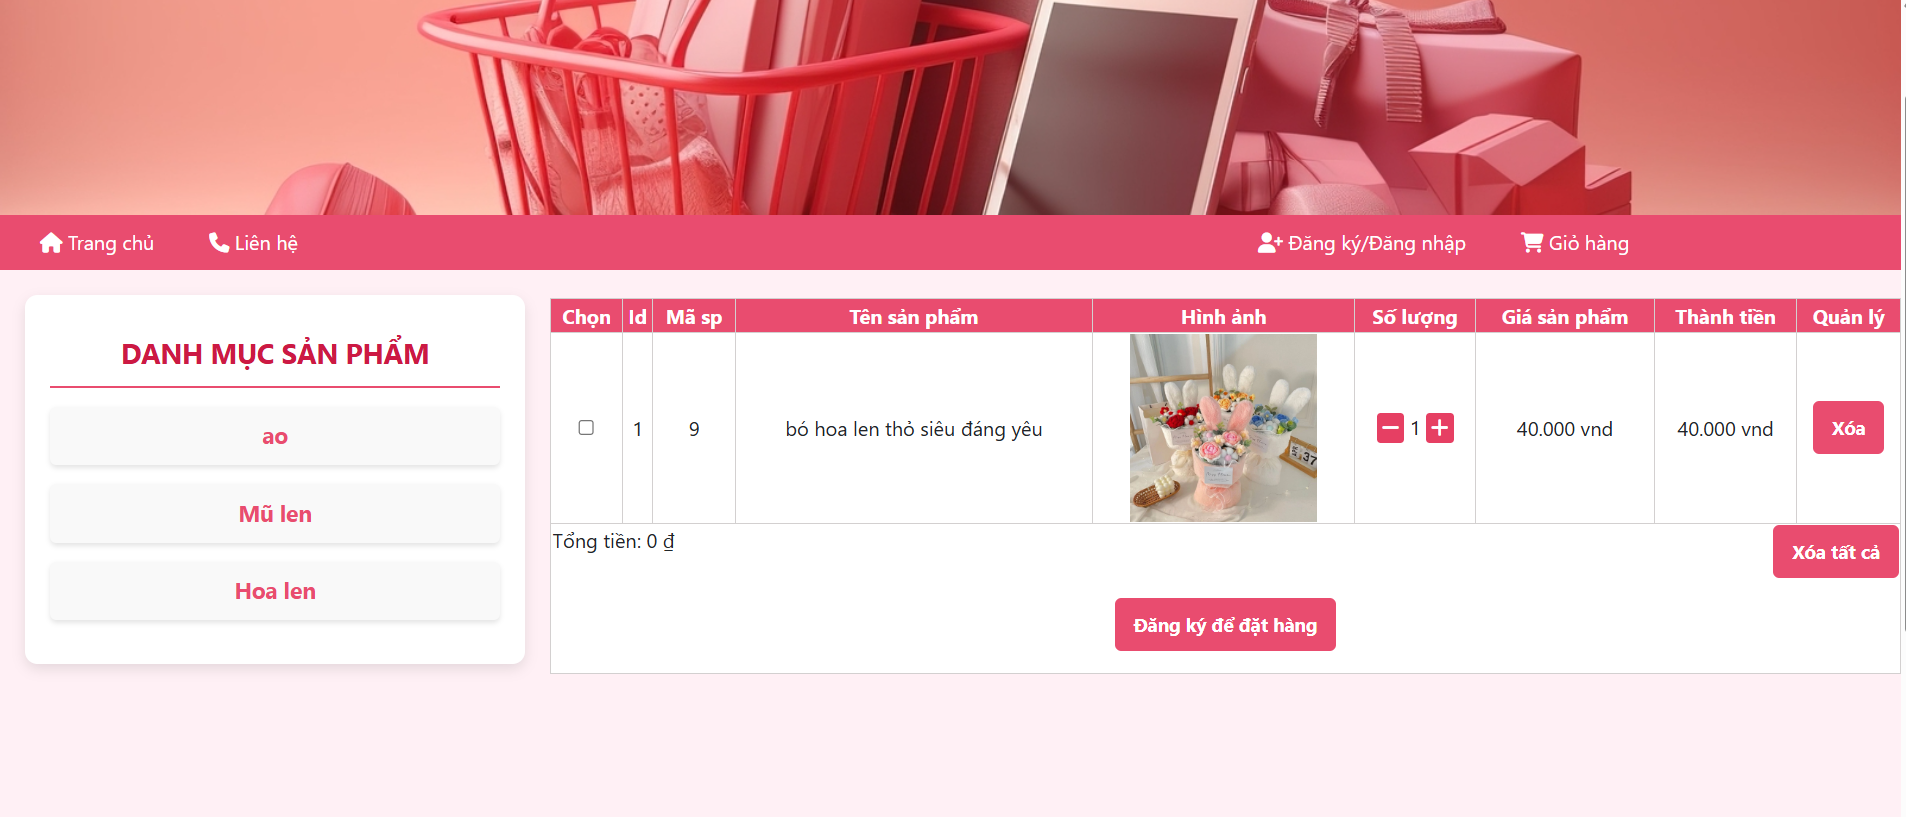 Trang chủ Liên hệ Đăng ký/Đăng nhập Giỏ hàng
DANH MỤC SẢN PHẨM
ao
Mũ len
Hoa len
Chọn Id Mã sp Tên sản phẩm Hình ảnh Số lượng Giá sản phẩm Thành tiền Quản lý
1 9 bó hoa len thỏ siêu đáng yêu 1 40.000 vnd 40.000 vnd Xóa
37
Tổng tiền: 0 ₫ Xóa tất cả
Đăng ký để đặt hàng